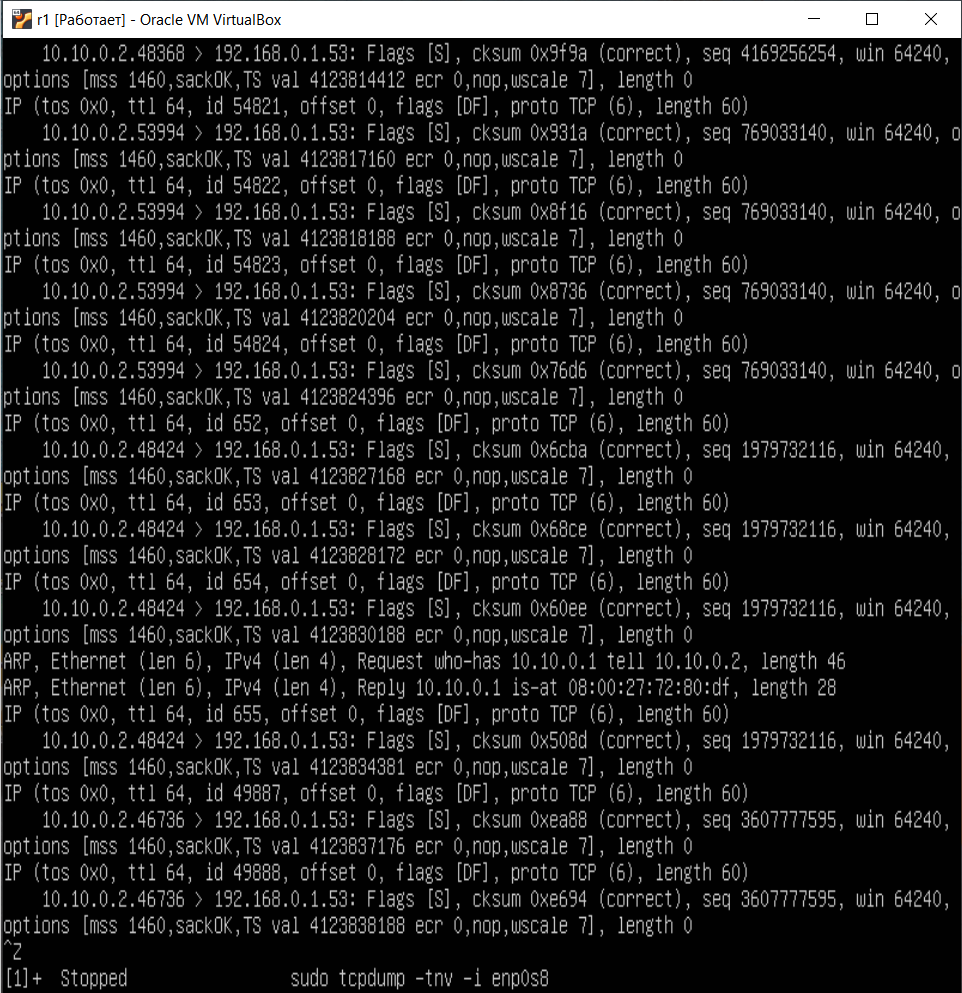 r1 [Работает] - Oracle VM VirtualBox
10.10.0.2.48368 > 192.168.0.1.53: Flags [S], cksum 0x9f9a (correct), seq 4169256254, win 64240,
options [mss 1460,sackOK,TS val 4123814412 ecr 0,nop,wscale 7], length 0
IP (tos 0x0, ttl 64, id 54821, offset 0, flags [DF], proto TCP (6), length 60)
10.10.0.2.53994 > 192.168.0.1.53: Flags [S], cksum 0x931a (correct), seq 769033140, win 64240, o
ptions [mss 1460,sackOK,TS val 4123817160 ecr 0,nop,wscale 7], length 0
IP (tos 0x0, ttl 64, id 54822, offset 0, flags [DF], proto TCP (6), length 60)
10.10.0.2.53994 > 192.168.0.1.53: Flags [S], cksum 0x8f16 (correct), seq 769033140, win 64240, o
ptions [mss 1460,sackOK,TS val 4123818188 ecr 0,nop,wscale 7], length 0
IP (tos 0x0, ttl 64, id 54823, offset 0, flags [DF], proto TCP (6), length 60)
10.10.0.2.53994 > 192.168.0.1.53: Flags [S], cksum 0x8736 (correct), seq 769033140, win 64240, o
ptions [mss 1460,sackOK,TS val 4123820204 ecr 0,nop,wscale 7], length 0
IP (tos 0x0, ttl 64, id 54824, offset 0, flags [DF], proto TCP (6), length 60)
10.10.0.2.53994 > 192.168.0.1.53: Flags [S], cksum 0x76d6 (correct), seq 769033140, win 64240, o
ptions [mss 1460,sackOK,TS val 4123824396 ecr 0,nop,wscale 7], length 0
IP (tos 0x0, ttl 64, id 652, offset 0, flags [DF], proto TCP (6), length 60)
10.10.0.2.48424 > 192.168.0.1.53: Flags [S], cksum 0x6cba (correct), seq 1979732116, win 64240,
options [mss 1460,sackOK,TS val 4123827168 ecr 0,nop,wscale 7], length 0
IP (tos 0x0, ttl 64, id 653, offset 0, flags [DF], proto TCP (6), length 60)
10.10.0.2.48424 > 192.168.0.1.53: Flags [S], cksum 0x68ce (correct), seq 1979732116, win 64240,
options [mss 1460,sackOK,TS val 4123828172 ecr 0,nop,wscale 7], length 0
IP (tos 0x0, ttl 64, id 654, offset 0, flags [DF], proto TCP (6), length 60)
10.10.0.2.48424 > 192.168.0.1.53: Flags [S], cksum 0x60ee (correct), seq 1979732116, win 64240,
options [mss 1460,sackOK,TS val 4123830188 ecr 0,nop,wscale 7], length 0
ARP, Ethernet (len 6), IPv4 (len 4), Request who-has 10.10.0.1 tell 10.10.0.2, length 46
ARP, Ethernet (len 6), IPv4 (len 4), Reply 10.10.0.1 is-at 08:00:27:72:80:df, length 28
IP (tos 0x0, ttl 64, id 655, offset 0, flags [DF], proto TCP (6), length 60)
10.10.0.2.48424 > 192.168.0.1.53: Flags [S], cksum 0x508d (correct), seq 1979732116, win 64240,
options [mss 1460,sackOK,TS val 4123834381 ecr 0,nop,wscale 7], length 0
IP (tos 0x0, ttl 64, id 49887, offset 0, flags [DF], proto TCP (6), length 60)
10.10.0.2.46736 > 192.168.0.1.53: Flags [S], cksum 0xea88 (correct), seq 3607777595, win 64240,
options [mss 1460,sackOK,TS val 4123837176 ecr 0,nop,wscale 7], length 0
IP (tos 0x0, ttl 64, id 49888, offset 0, flags [DF], proto TCP (6), length 60)
10.10.0.2.46736 > 192.168.0.1.53: Flags [S], cksum 0xe694 (correct), seq 3607777595, win 64240,
options [mss 1460,sackOK,TS val 4123838188 ecr 0,nop,wscale 7], length 0
^Z
[1]+  Stopped                 sudo tcpdump -tnv -i enp0s8